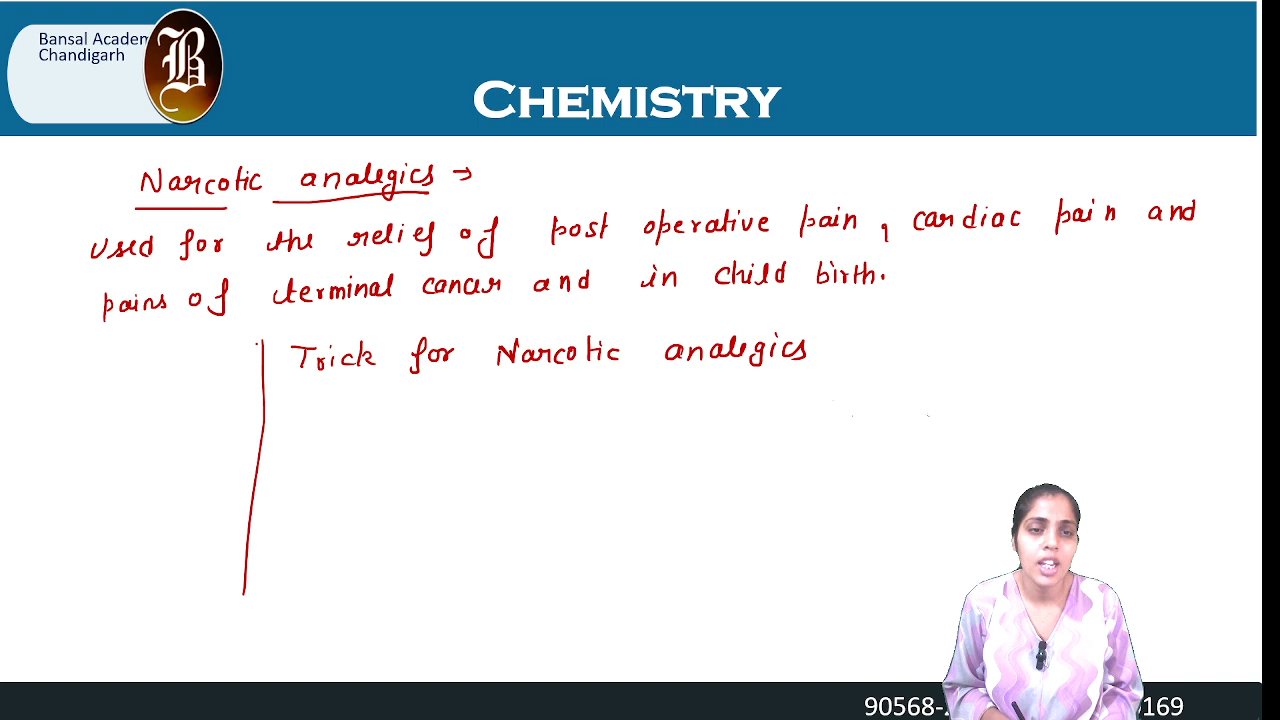 Bansal Academ
Chandigarh
CHEMISTRY
Narcotic analegics →
used for the relief of post operative pain, cardiac pain and
pains of terminal cancer and in child birth.
Trick for Narcotic analegics
90568- 169